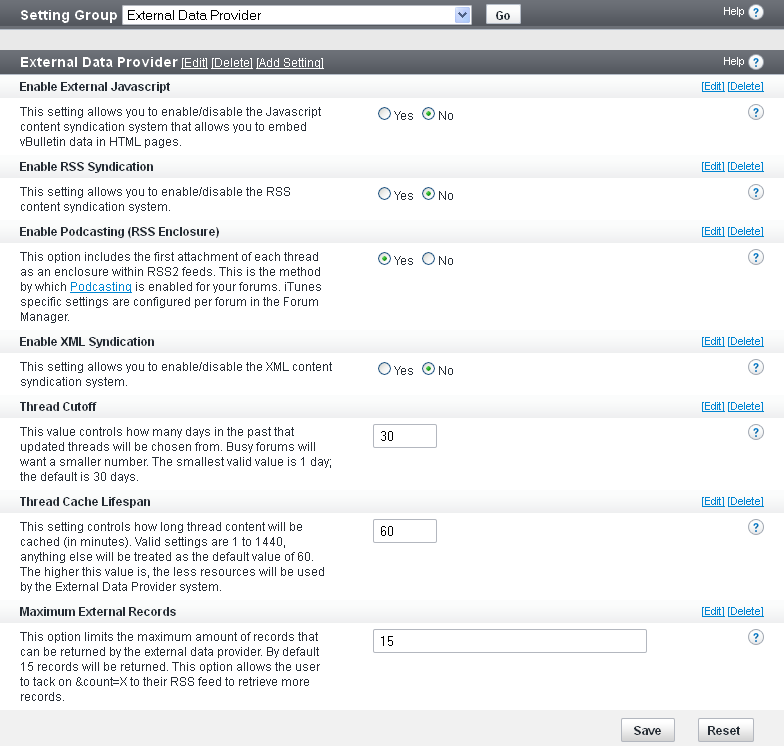 Setting Group External Data Provider Go Help ?
External Data Provider [Edit] [Delete] [Add Setting] Help ?
Enable External Javascript [Edit] [Delete]
This setting allows you to enable/disable the Javascript
content syndication system that allows you to embed
vBulletin data in HTML pages.
Yes No ?
Enable RSS Syndication [Edit] [Delete]
This setting allows you to enable/disable the RSS
content syndication system.
Yes No ?
Enable Podcasting (RSS Enclosure) [Edit] [Delete]
This option includes the first attachment of each thread
as an enclosure within RSS2 feeds. This is the method
by which Podcasting is enabled for your forums. iTunes
specific settings are configured per forum in the Forum
Manager.
Yes No ?
Enable XML Syndication [Edit] [Delete]
This setting allows you to enable/disable the XML content
syndication system.
Yes No ?
Thread Cutoff [Edit] [Delete]
This value controls how many days in the past that
updated threads will be chosen from. Busy forums will
want a smaller number. The smallest valid value is 1 day;
the default is 30 days.
30 ?
Thread Cache Lifespan [Edit] [Delete]
This setting controls how long thread content will be
cached (in minutes). Valid settings are 1 to 1440,
anything else will be treated as the default value of 60.
The higher this value is, the less resources will be used
by the External Data Provider system.
60 ?
Maximum External Records [Edit] [Delete]
This option limits the maximum amount of records that
can be returned by the external data provider. By default
15 records will be returned. This option allows the user
to tack on &count=X to their RSS feed to retrieve more
records.
15 ?
Save Reset